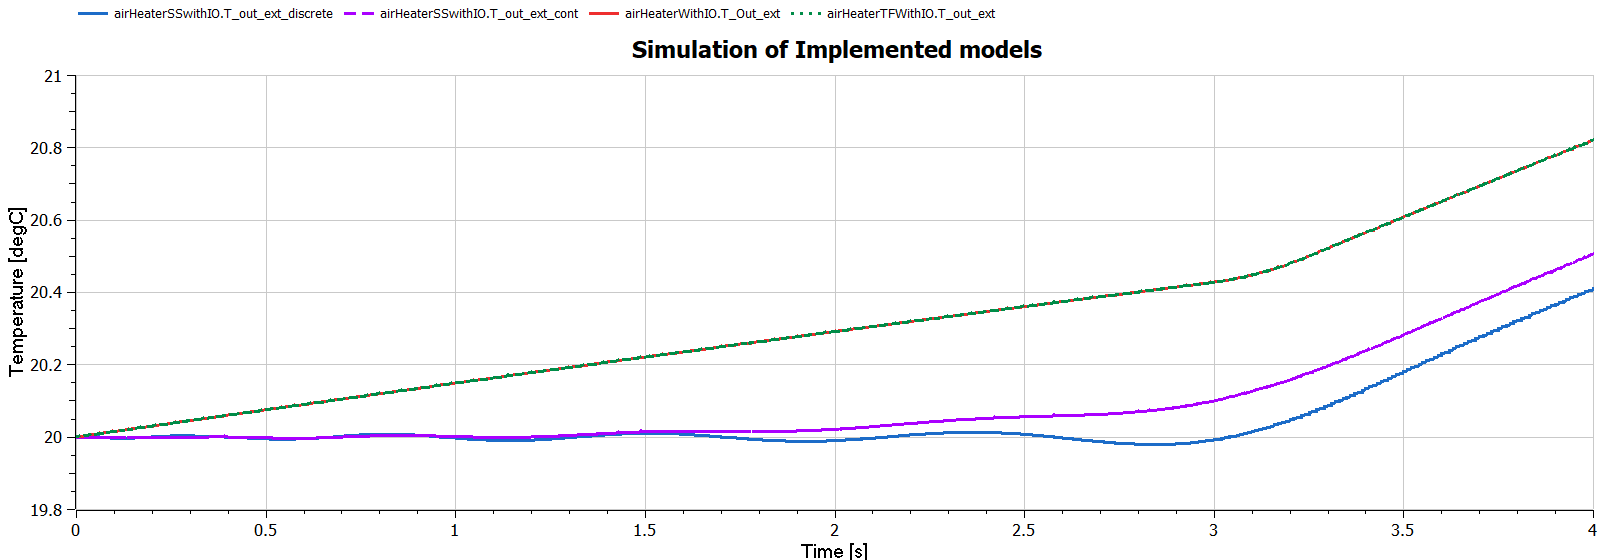 airHeaterSSwithIO.T_out_ext_discrete airHeaterSSwithIO.T_out_ext_cont airHeaterWithIO.T_Out_ext airHeaterTFWithIO.T_out_ext
Simulation of Implemented models
Temperature [degC]
21
20.8
20.6
20.4
20.2
20
19.8
0 0.5 1 1.5 2 2.5 3 3.5 4
Time [s]